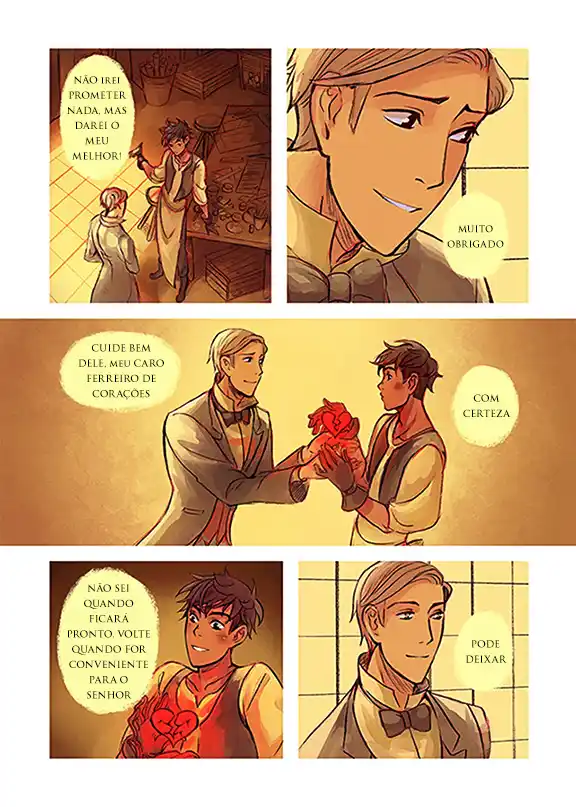 NÃO IREI
PROMETER
NADA, MAS
DAREI O
MEU
MELHOR!
MUITO
OBRIGADO
CUIDE BEM
DELE, MEU CARO
FERREIRO DE
CORAÇÕES
COM
CERTEZA
NÃO SEI
QUANDO
FICARÁ
PRONTO, VOLTE
QUANDO FOR
CONVENIENTE
PARA O
SENHOR
PODE
DEIXAR